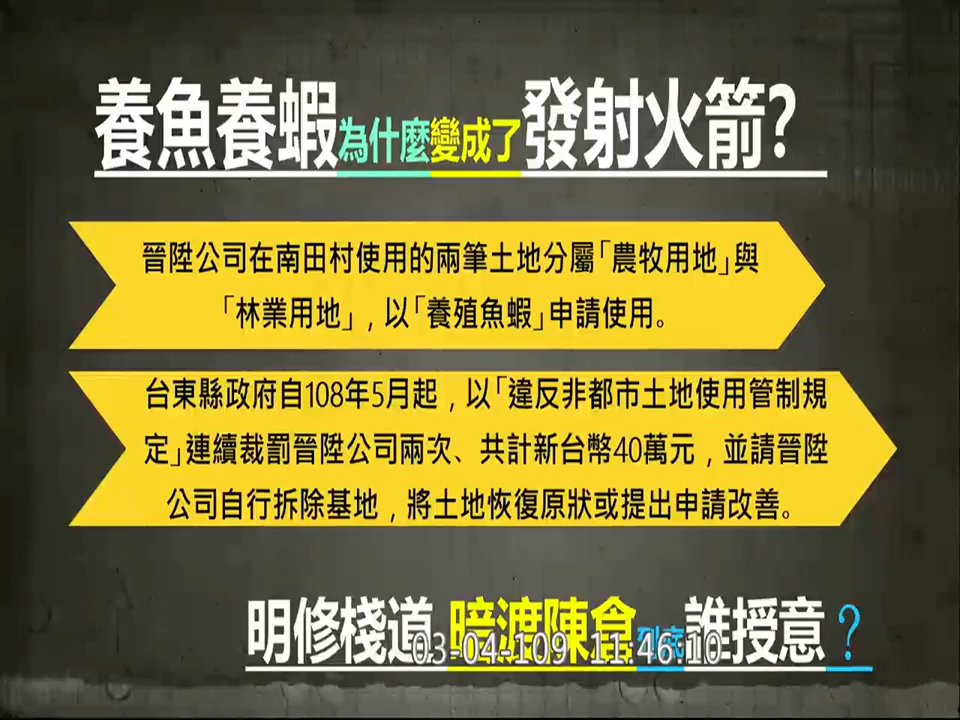 養魚養蝦為什麼變成了發射火箭?
晉陞公司在南田村使用的兩筆土地分屬「農牧用地」與
「林業用地」,以「養殖魚蝦」申請使用。
台東縣政府自108年5月起,以「違反非都市土地使用管制規
定」連續裁罰晉陞公司兩次、共計新台幣40萬元,並請晉陞
公司自行拆除基地,將土地恢復原狀或提出申請改善。
明修棧道 暗渡陳倉到底誰授意?
03-04-109 11:46:10